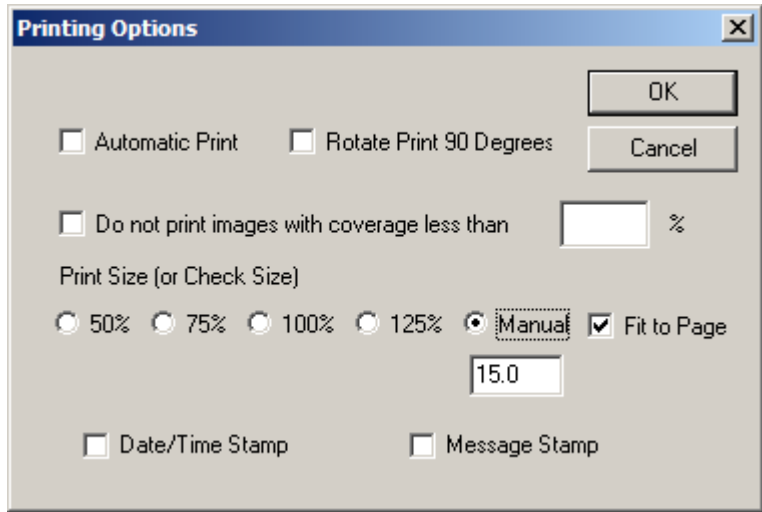 Printing Options
OK
Automatic Print Rotate Print 90 Degrees Cancel
Do not print images with coverage less than %
Print Size (or Check Size)
50% 75% 100% 125% Manual Fit to Page
15.0
Date/Time Stamp Message Stamp